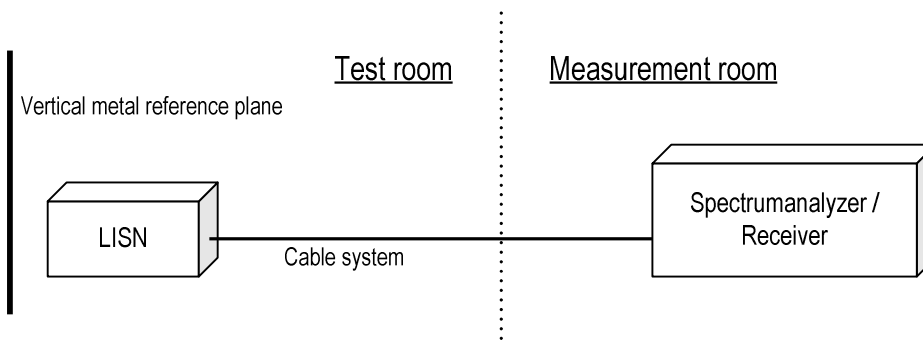 Test room
Measurement room
Vertical metal reference plane
LISN
Cable system
Spectrumanalyzer /
Receiver